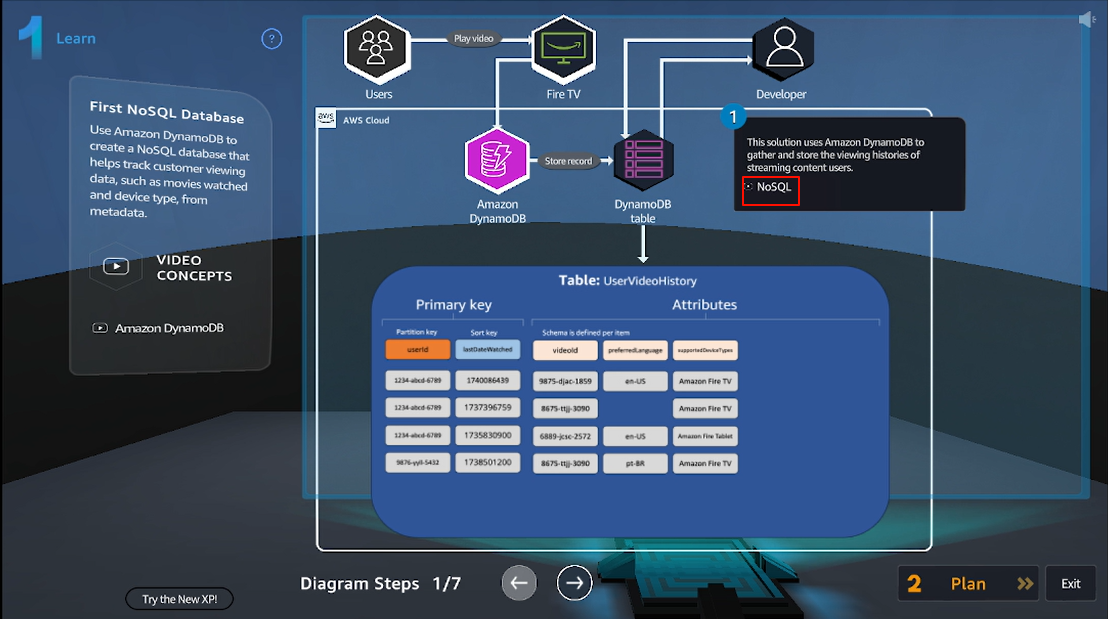 1 Learn
?
First NoSQL Database
Use Amazon DynamoDB to
create a NoSQL database that
helps track customer viewing
data, such as movies watched
and device type, from
metadata.
VIDEO
CONCEPTS
Amazon DynamoDB
Play video
Users
Fire TV
Developer
aws
AWS Cloud
Store record
Amazon
DynamoDB
DynamoDB
table
1
This solution uses Amazon DynamoDB to
gather and store the viewing histories of
streaming content users.
NoSQL
Table: UserVideoHistory
Primary key
Attributes
Partition key
Sort key
Schema is defined per item
userId
lastDateWatched
videoId
preferredLanguage
supportedDeviceTypes
1234-abcd-6789 1740086439 9875-djac-1859 en-US Amazon Fire TV
1234-abcd-6789 1737396759 8675-ttjj-3090 Amazon Fire TV
1234-abcd-6789 1735830900 6889-jcsc-2572 en-US Amazon Fire Tablet
9876-yyll-5432 1738501200 8675-ttjj-3090 pt-BR Amazon Fire TV
Diagram Steps 1/7
Try the New XP!
2 Plan
Exit